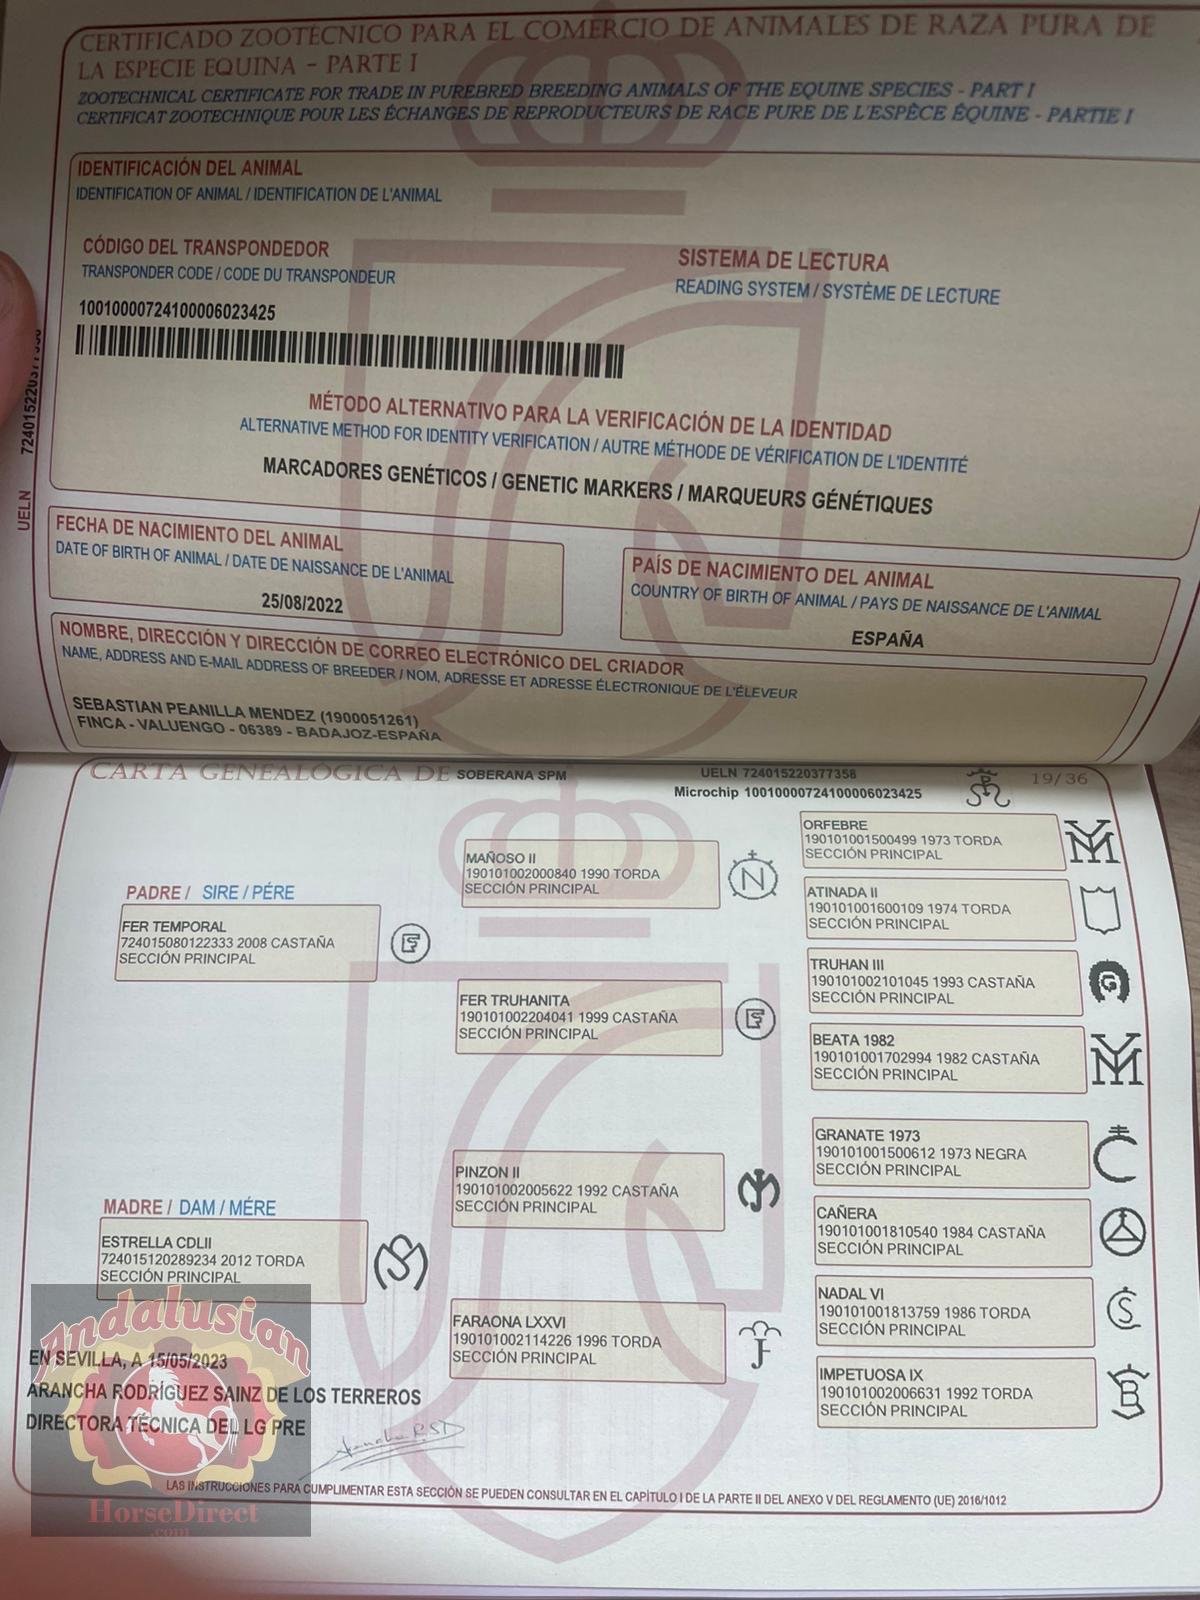 CERTIFICADO ZOOTÉCNICO PARA EL COMERCIO DE ANIMALES DE RAZA PURA DE
LA ESPECIE EQUINA - PARTE I
ZOOTECHNICAL CERTIFICATE FOR TRADE IN PUREBRED BREEDING ANIMALS OF THE EQUINE SPECIES - PART I
CERTIFICAT ZOOTECHNIQUE POUR LES ÉCHANGES DE REPRODUCTEURS DE RACE PURE DE L'ESPÈCE ÉQUINE - PARTIE I
IDENTIFICACIÓN DEL ANIMAL
IDENTIFICATION OF ANIMAL / IDENTIFICATION DE L'ANIMAL
CÓDIGO DEL TRANSPONDEDOR
TRANSPONDER CODE / CODE DU TRANSPONDEUR
10010000724100006023425
SISTEMA DE LECTURA
READING SYSTEM / SYSTÈME DE LECTURE
MÉTODO ALTERNATIVO PARA LA VERIFICACIÓN DE LA IDENTIDAD
ALTERNATIVE METHOD FOR IDENTITY VERIFICATION / AUTRE MÉTHODE DE VÉRIFICATION DE L'IDENTITÉ
MARCADORES GENÉTICOS / GENETIC MARKERS / MARQUEURS GÉNÉTIQUES
UELN
FECHA DE NACIMIENTO DEL ANIMAL
DATE OF BIRTH OF ANIMAL / DATE DE NAISSANCE DE L'ANIMAL
25/08/2022
PAÍS DE NACIMIENTO DEL ANIMAL
COUNTRY OF BIRTH OF ANIMAL / PAYS DE NAISSANCE DE L'ANIMAL
ESPAÑA
NOMBRE, DIRECCIÓN Y DIRECCIÓN DE CORREO ELECTRÓNICO DEL CRIADOR
NAME, ADDRESS AND E-MAIL ADDRESS OF BREEDER / NOM, ADRESSE ET ADRESSE ÉLECTRONIQUE DE L'ÉLEVEUR
SEBASTIAN PEANILLA MENDEZ (1900051261)
FINCA - VALUENGO - 06389 - BADAJOZ-ESPAÑA
CARTA GENEALÓGICA DE SOBERANA SPM
UELN 724015220377358
Microchip 10010000724100006023425
19/36
PADRE / SIRE / PÉRE
FER TEMPORAL
724015080122333 2008 CASTAÑA
SECCIÓN PRINCIPAL
MAÑOSO II
190101002000840 1990 TORDA
SECCIÓN PRINCIPAL
FER TRUHANITA
190101002204041 1999 CASTAÑA
SECCIÓN PRINCIPAL
ORFEBRE
190101001500499 1973 TORDA
SECCIÓN PRINCIPAL
ATINADA II
190101001600109 1974 TORDA
SECCIÓN PRINCIPAL
TRUHAN III
190101002101045 1993 CASTAÑA
SECCIÓN PRINCIPAL
BEATA 1982
190101001702994 1982 CASTAÑA
SECCIÓN PRINCIPAL
MADRE / DAM / MÉRE
ESTRELLA CDLII
724015120289234 2012 TORDA
SECCIÓN PRINCIPAL
PINZON II
190101002005622 1992 CASTAÑA
SECCIÓN PRINCIPAL
FARAONA LXXVI
190101002114226 1996 TORDA
SECCIÓN PRINCIPAL
GRANATE 1973
190101001500612 1973 NEGRA
SECCIÓN PRINCIPAL
CAÑERA
190101001810540 1984 CASTAÑA
SECCIÓN PRINCIPAL
NADAL VI
190101001813759 1986 TORDA
SECCIÓN PRINCIPAL
IMPETUOSA IX
190101002006631 1992 TORDA
SECCIÓN PRINCIPAL
EN SEVILLA, A 15/05/2023
ARANCHA RODRÍGUEZ SAINZ DE LOS TERREROS
DIRECTORA TÉCNICA DEL LG PRE
LAS INSTRUCCIONES PARA CUMPLIMENTAR ESTA SECCIÓN SE PUEDEN CONSULTAR EN EL CAPÍTULO I DE LA PARTE II DEL ANEXO V DEL REGLAMENTO (UE) 2016/1012
Andalusian
HorseDirect
.com